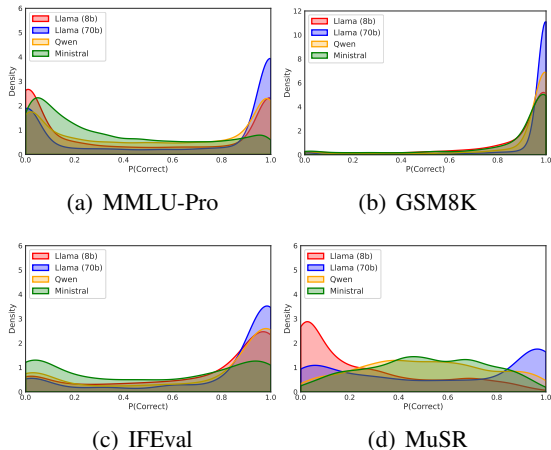 Llama (8b)
Llama (70b)
Qwen
Ministral
Density
6
5
4
3
2
1
0
0.0 0.2 0.4 0.6 0.8 1.0
P(Correct)
(a) MMLU-Pro
Llama (8b)
Llama (70b)
Qwen
Ministral
Density
12
10
8
6
4
2
0
0.0 0.2 0.4 0.6 0.8 1.0
P(Correct)
(b) GSM8K
Llama (8b)
Llama (70b)
Qwen
Ministral
Density
6
5
4
3
2
1
0
0.0 0.2 0.4 0.6 0.8 1.0
P(Correct)
(c) IFEval
Llama (8b)
Llama (70b)
Qwen
Ministral
Density
6
5
4
3
2
1
0
0.0 0.2 0.4 0.6 0.8 1.0
P(Correct)
(d) MuSR